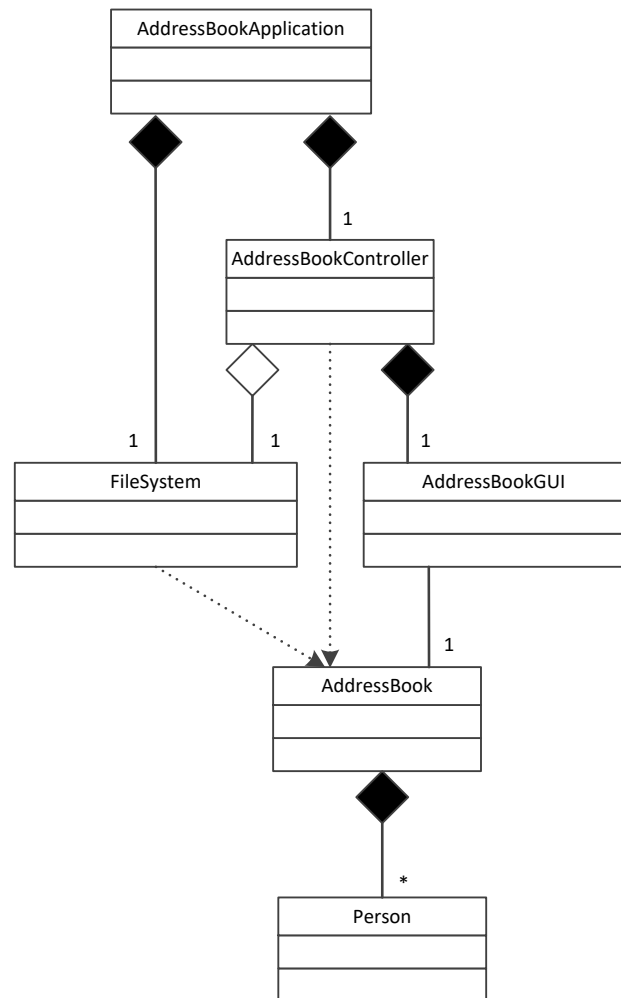 AddressBookApplication
1
AddressBookController
1
1
1
FileSystem
AddressBookGUI
1
AddressBook
*
Person